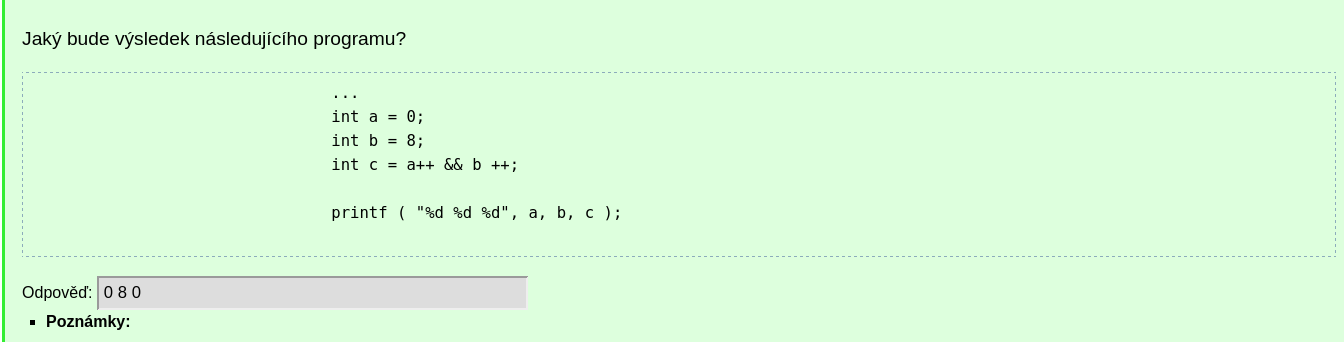 Jaký bude výsledek následujícího programu?
...
int a = 0;
int b = 8;
int c = a++ && b ++;
printf ( "%d %d %d", a, b, c );
Odpověď: 0 8 0
Poznámky: